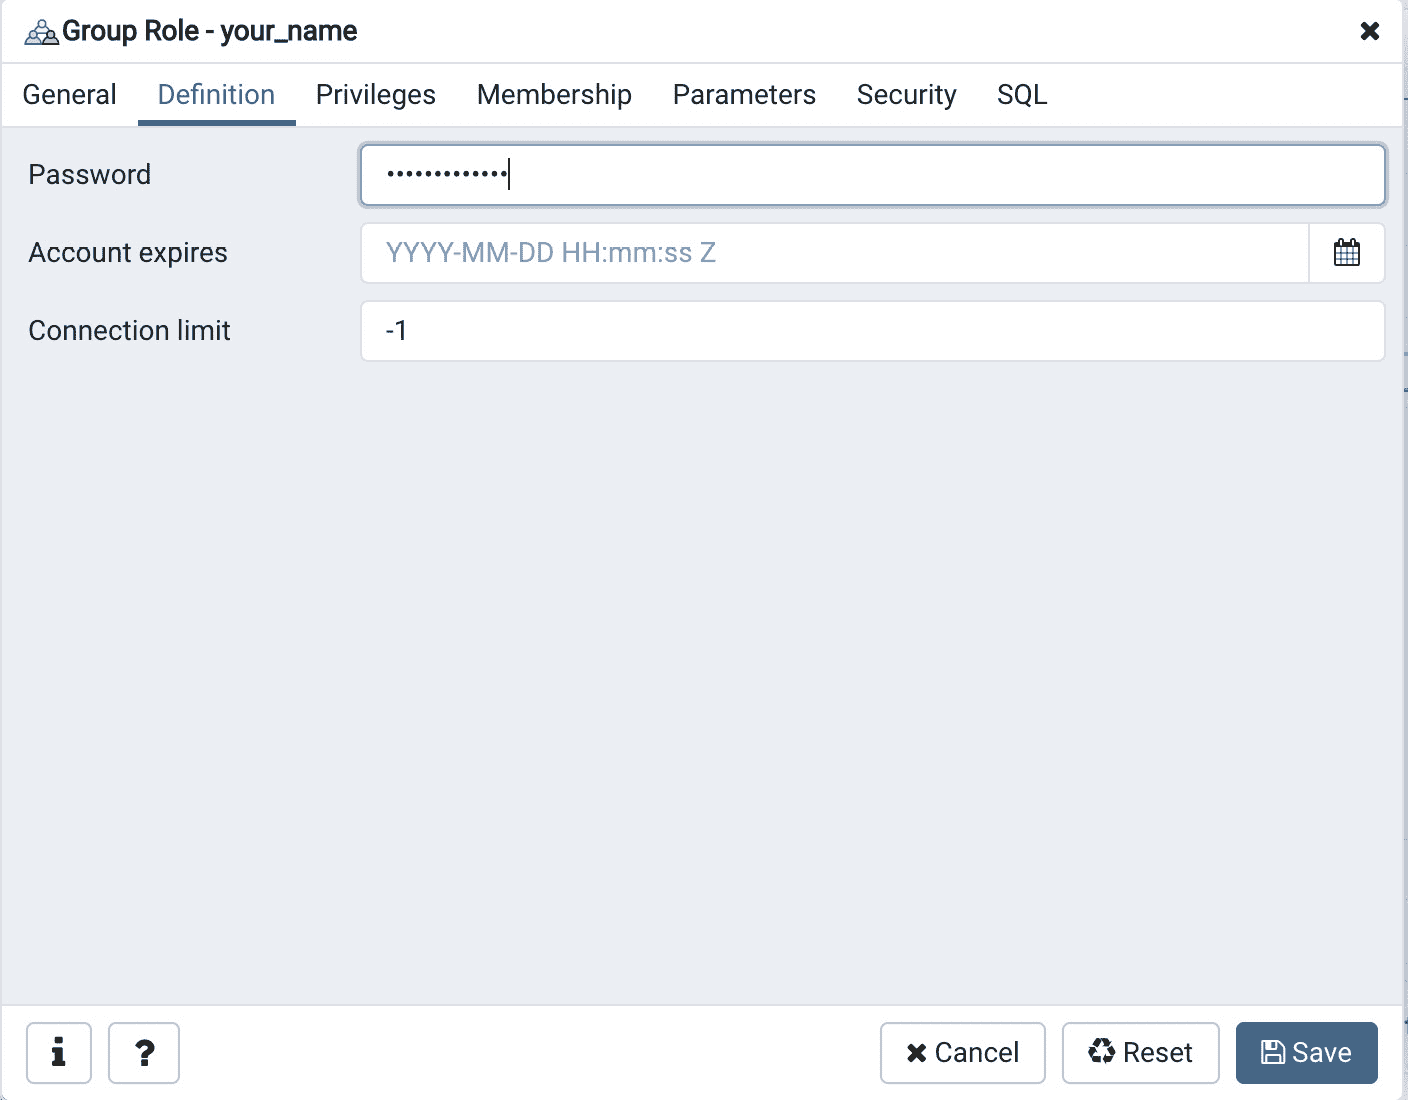 Group Role - your_name
General Definition Privileges Membership Parameters Security SQL
Password •••••••••••••
Account expires YYYY-MM-DD HH:mm:ss Z
Connection limit -1
i ? Cancel Reset Save